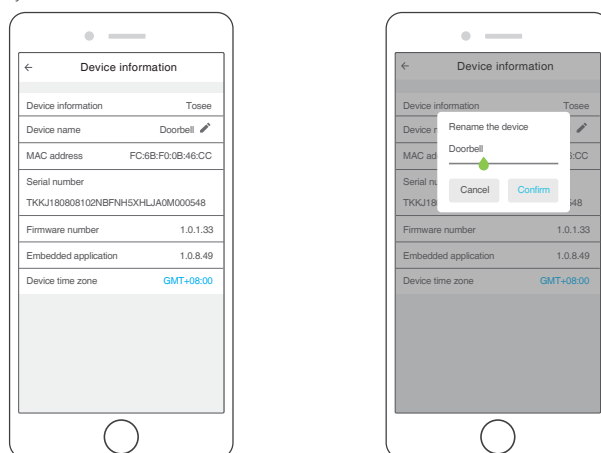 Device information
Device information Tosee
Device name Doorbell
MAC address FC:6B:F0:0B:46:CC
Serial number
TKKJ180808102NBFNH5XHLJA0M000548
Firmware number 1.0.1.33
Embedded application 1.0.8.49
Device time zone GMT+08:00
Device information
Device information Tosee
Device n
Rename the device
MAC ad :CC
Doorbell
Serial nu
Cancel Confirm
TKKJ18 548
Firmware number 1.0.1.33
Embedded application 1.0.8.49
Device time zone GMT+08:00